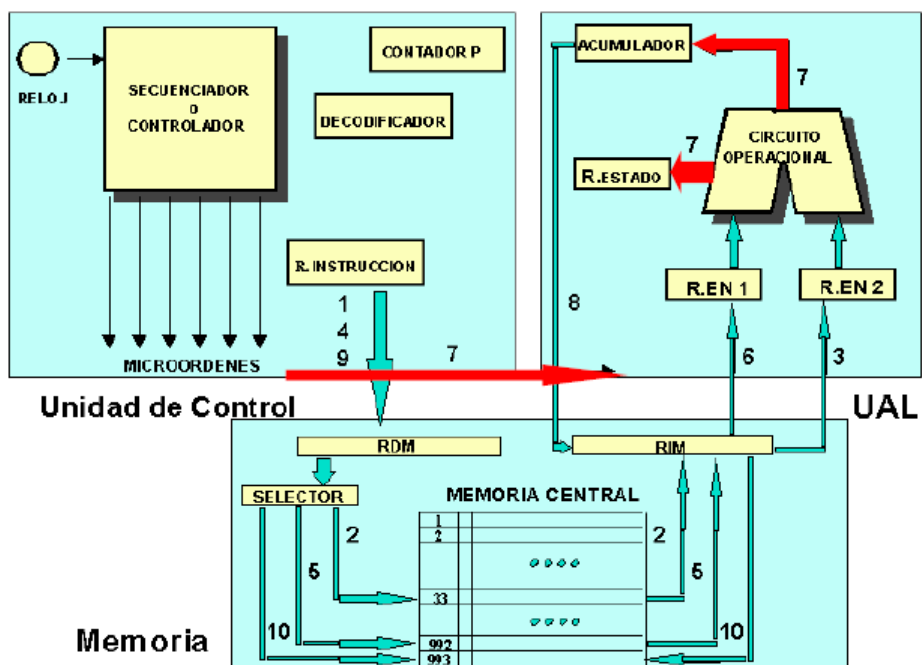 RELOJ
SECUENCIADOR
O
CONTROLADOR
CONTADOR P
DECODIFICADOR
R.INSTRUCCION
1
4
9
7
MICROORDENES
Unidad de Control
ACUMULADOR
7
CIRCUITO
OPERACIONAL
7
R.ESTADO
R.EN 1
R.EN 2
8
6
3
UAL
RDM
RIM
SELECTOR
MEMORIA CENTRAL
1
2
2
2
5
5
33
10
10
992
993
Memoria